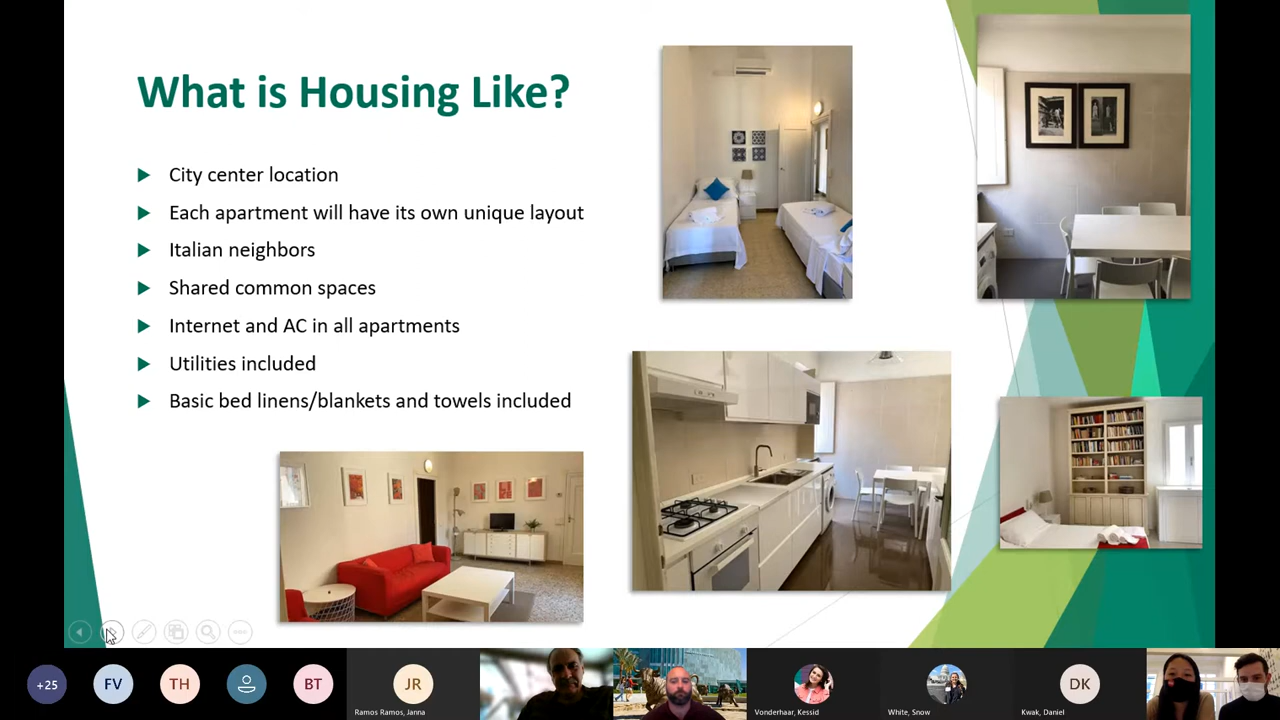 What is Housing Like?
City center location
Each apartment will have its own unique layout
Italian neighbors
Shared common spaces
Internet and AC in all apartments
Utilities included
Basic bed linens/blankets and towels included
+25
FV
TH
BT
JR
DK
Ramos Ramos, Janna
Vonderhaar, Kessid
White, Snow
Kwak, Daniel